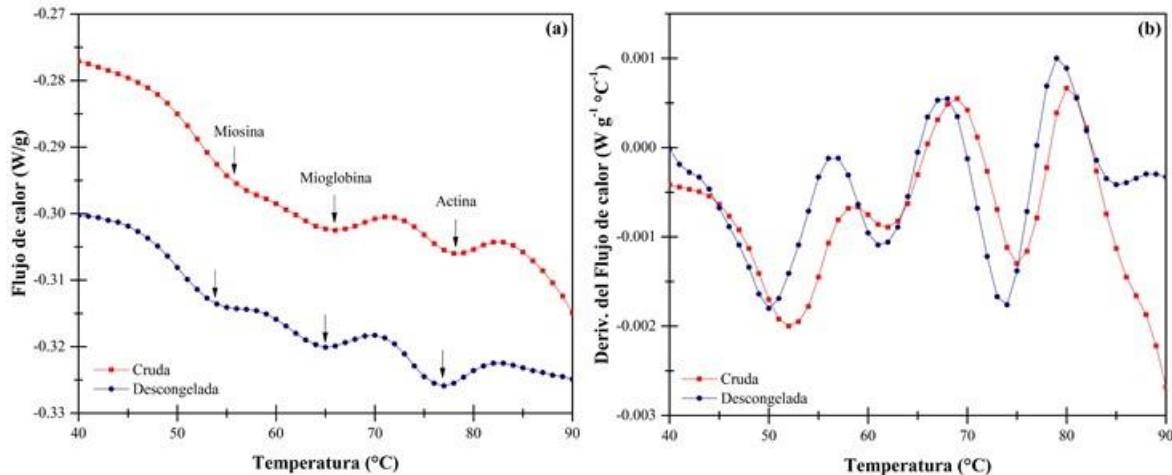 (a)
-0.27
-0.28
-0.29
-0.30
-0.31
-0.32
-0.33
Flujo de calor (W/g)
Miosina
Mioglobina
Actina
Cruda
Descongelada
40 50 60 70 80 90
Temperatura (°C)
(b)
0.001
0.000
-0.001
-0.002
-0.003
Deriv. del Flujo de calor (W g⁻¹ °C⁻¹)
Cruda
Descongelada
40 50 60 70 80 90
Temperatura (°C)